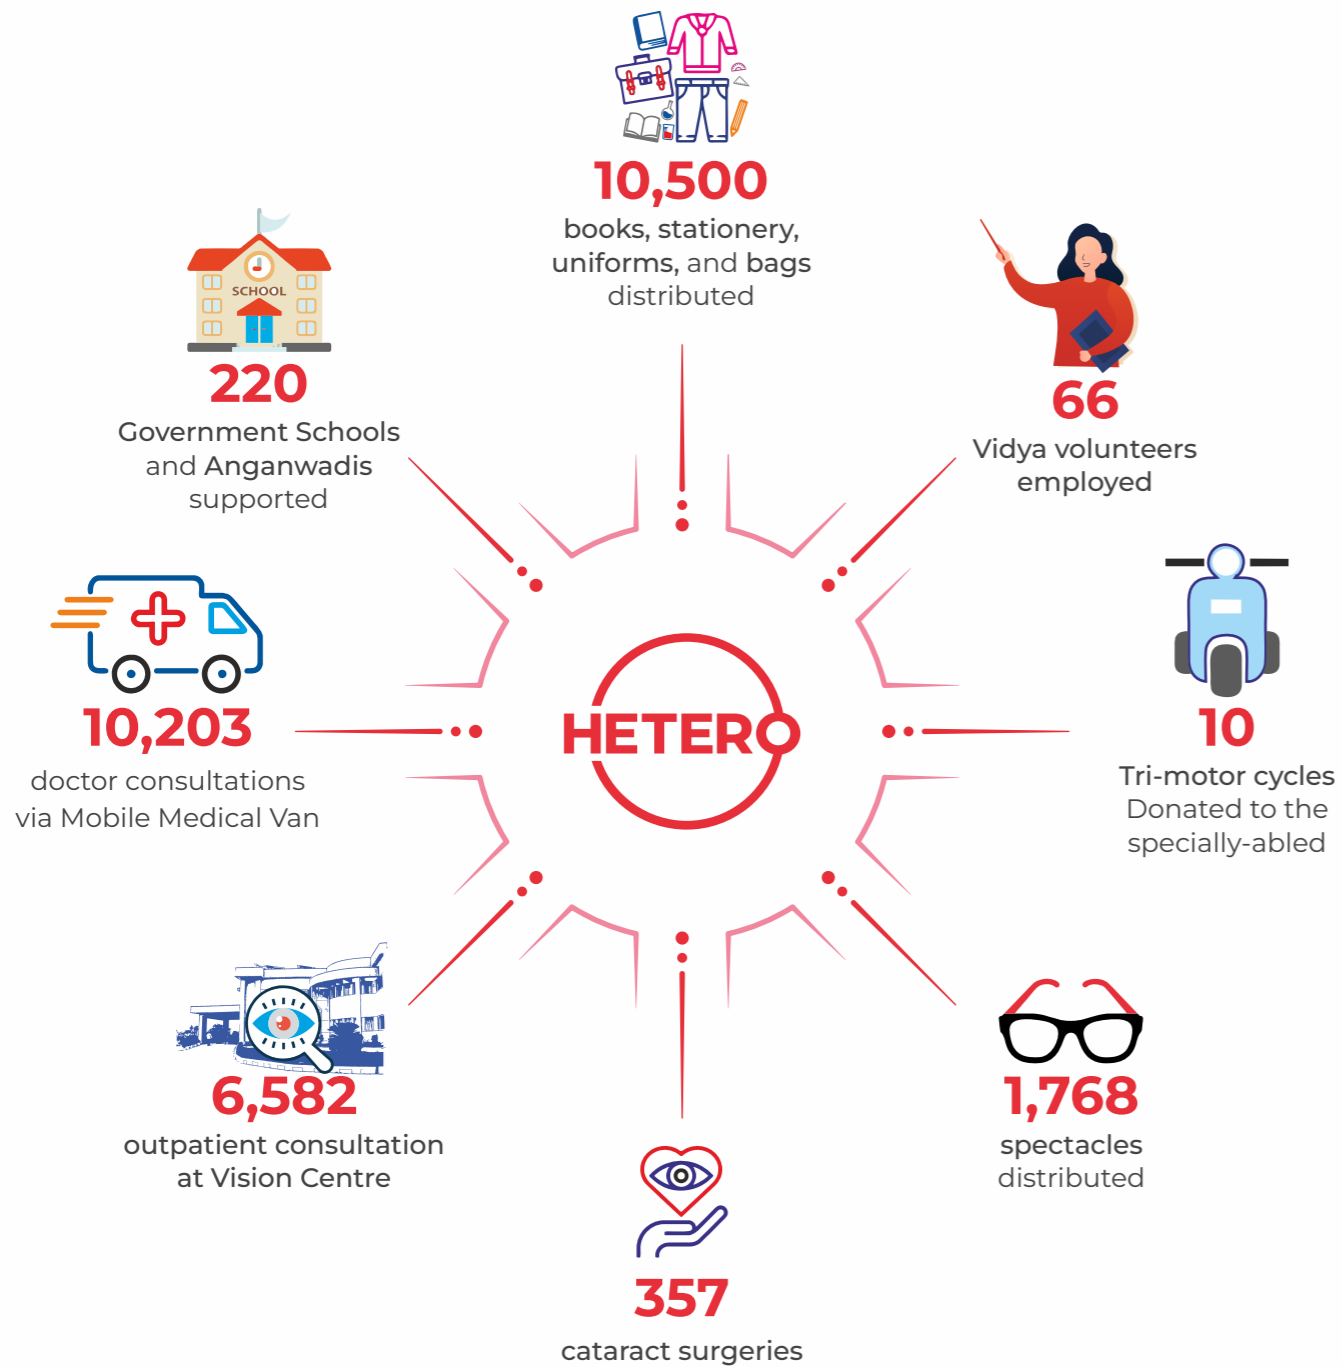 10,500
books, stationery,
uniforms, and bags
distributed
SCHOOL
220
Government Schools
and Anganwadis
supported
66
Vidya volunteers
employed
10,203
doctor consultations
via Mobile Medical Van
HETERO
10
Tri-motor cycles
Donated to the
specially-abled
6,582
outpatient consultation
at Vision Centre
1,768
spectacles
distributed
357
cataract surgeries